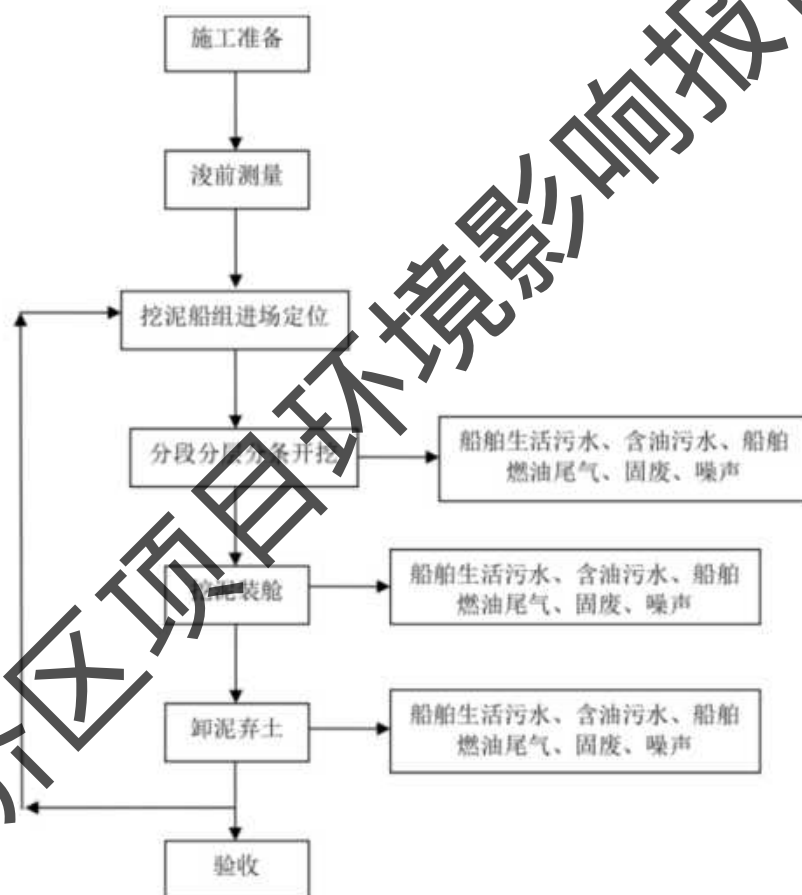 施工准备
浚前测量
挖泥船组进场定位
分段分层分条开挖
船舶生活污水、含油污水、船舶
燃油尾气、固废、噪声
挖泥装舱
船舶生活污水、含油污水、船舶
燃油尾气、固废、噪声
卸泥弃土
船舶生活污水、含油污水、船舶
燃油尾气、固废、噪声
验收
区项目环境影响报